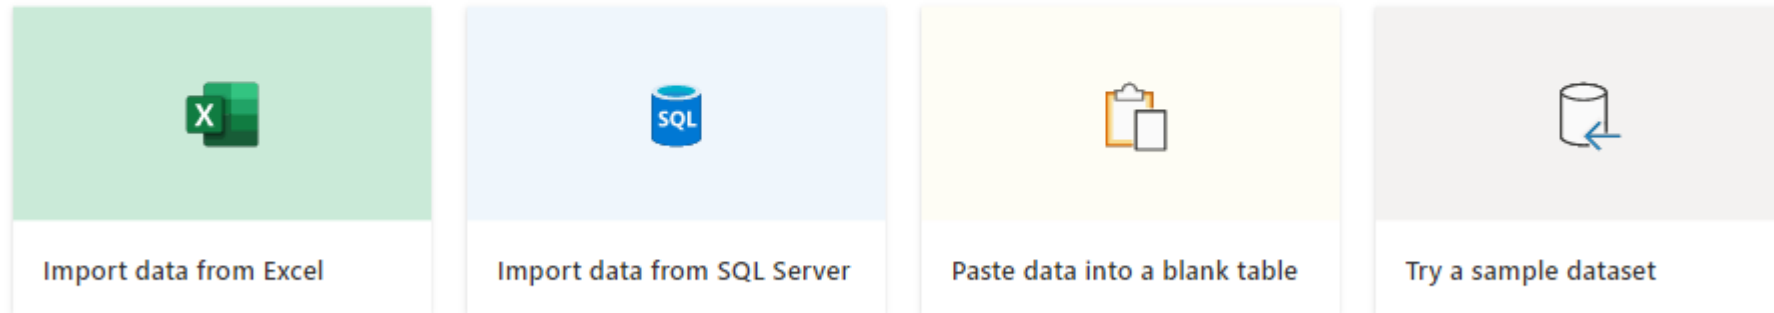 X
SQL
Import data from Excel
Import data from SQL Server
Paste data into a blank table
Try a sample dataset